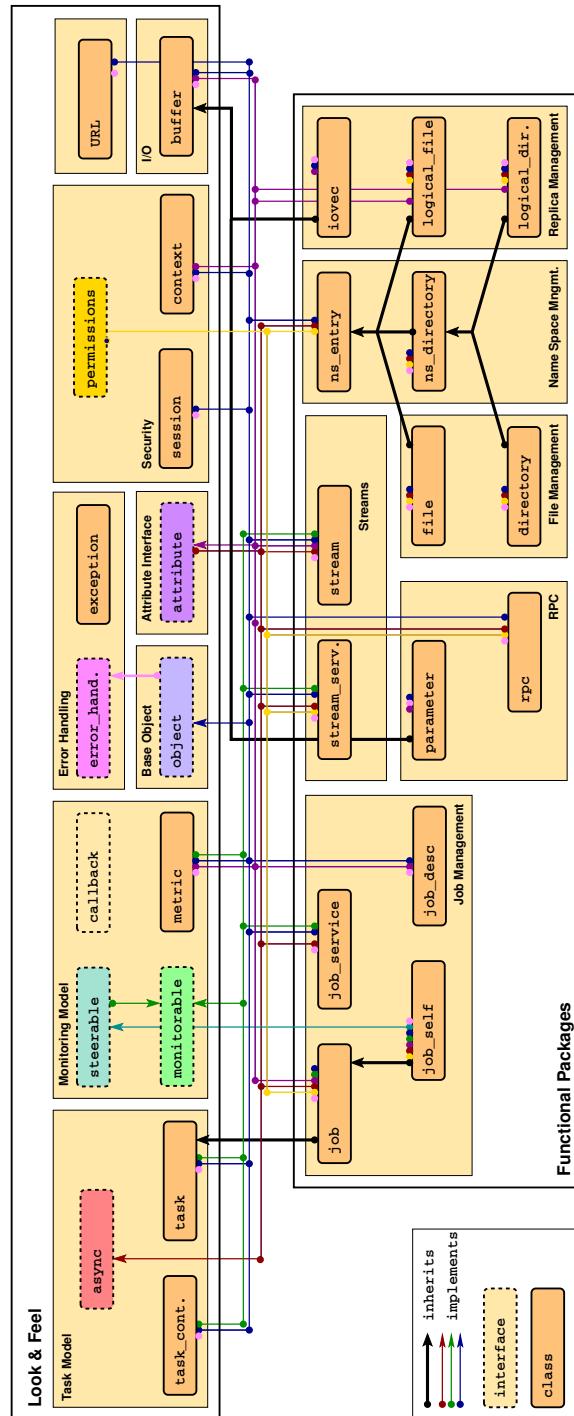 Look & Feel
Task Model
task_cont.
async
task
Monitoring Model
steerable
monitorable
callback
metric
Error Handling
error_hand.
exception
Base Object
object
Attribute Interface
attribute
Security
session
permissions
context
URL
I/O
buffer
Functional Packages
Job Management
job
job_self
job_service
job_desc
Streams
stream_serv.
stream
RPC
parameter
rpc
File Management
file
directory
Name Space Mngmt.
ns_entry
ns_directory
Replica Management
iovec
logical_file
logical_dir.
inherits
implements
interface
class